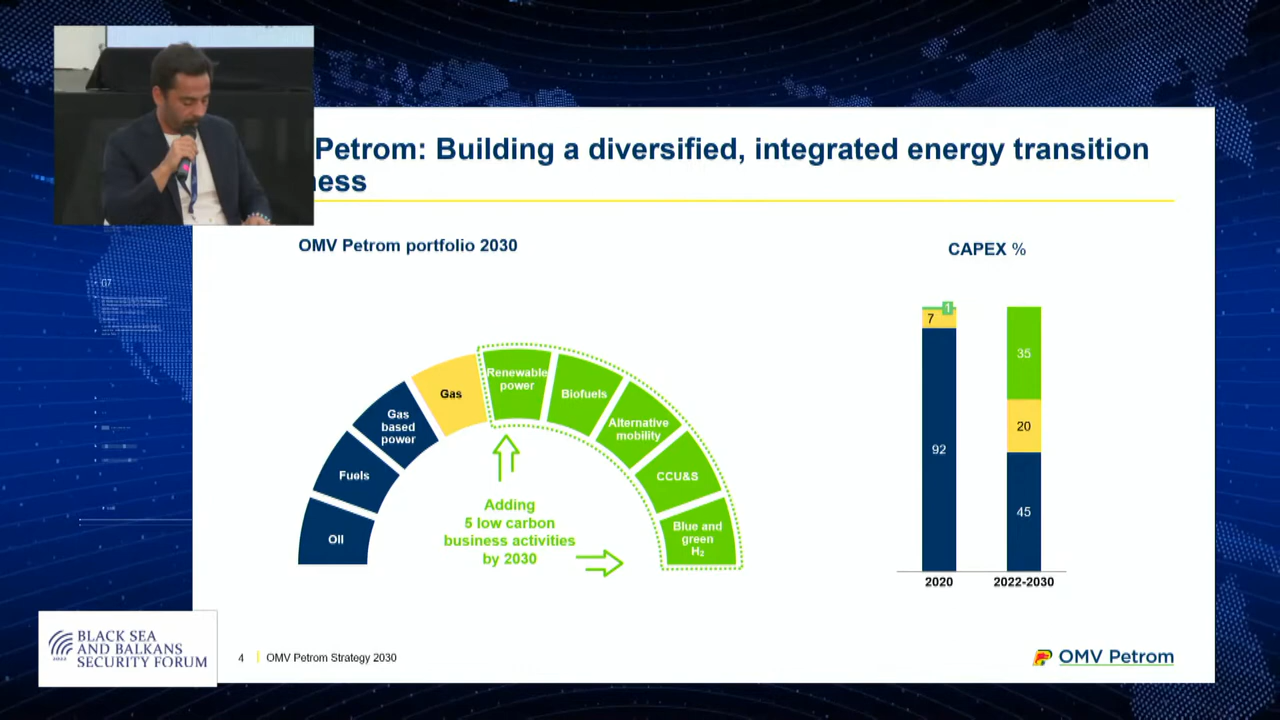 Petrom: Building a diversified, integrated energy transition
ness
OMV Petrom portfolio 2030
CAPEX %
Oil
Fuels
Gas
based
power
Gas
Renewable
power
Biofuels
Alternative
mobility
CCU&S
Blue and
green
H₂
Adding
5 low carbon
business activities
by 2030
1
7
92
2020
35
20
45
2022-2030
BLACK SEA
AND BALKANS
SECURITY FORUM
4
OMV Petrom Strategy 2030
OMV Petrom